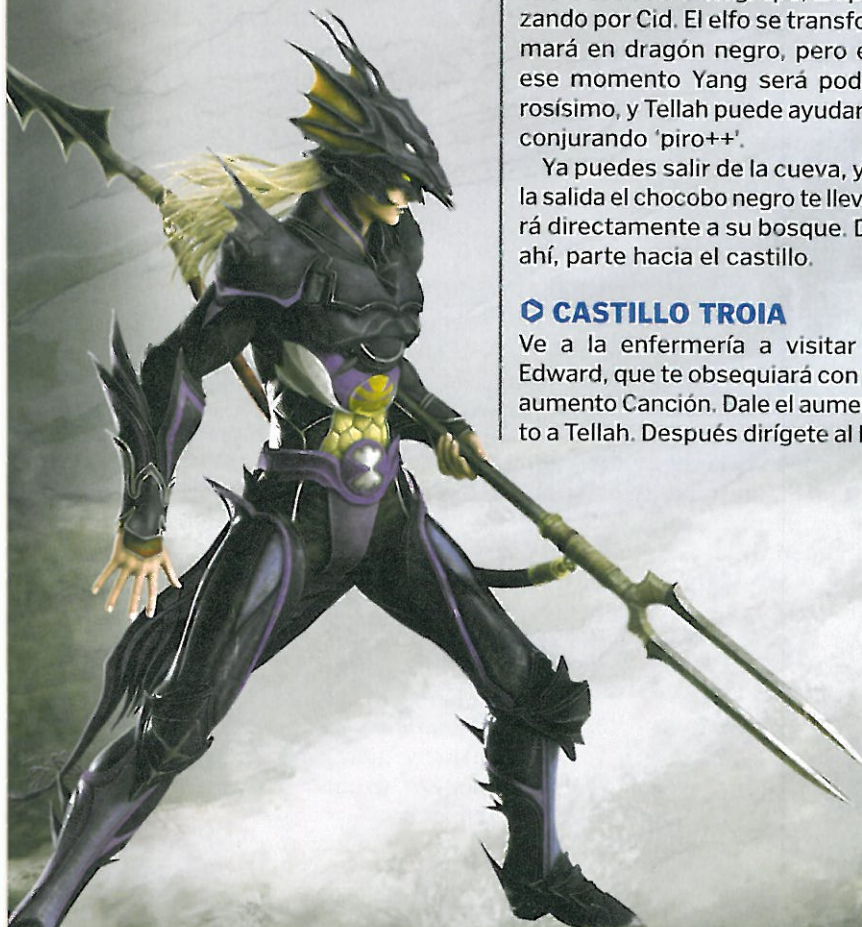 zando por Cid. El elfo se transfo
mará en dragón negro, pero e
ese momento Yang será pod
rosísimo, y Tellah puede ayudar
conjurando ‘piro++’.
Ya puedes salir de la cueva, y
la salida el chocobo negro te llev
rá directamente a su bosque. D
ahí, parte hacia el castillo.
CASTILLO TROIA
Ve a la enfermería a visitar
Edward, que te obsequiará con
aumento Canción. Dale el aume
to a Tellah. Después dirígete al